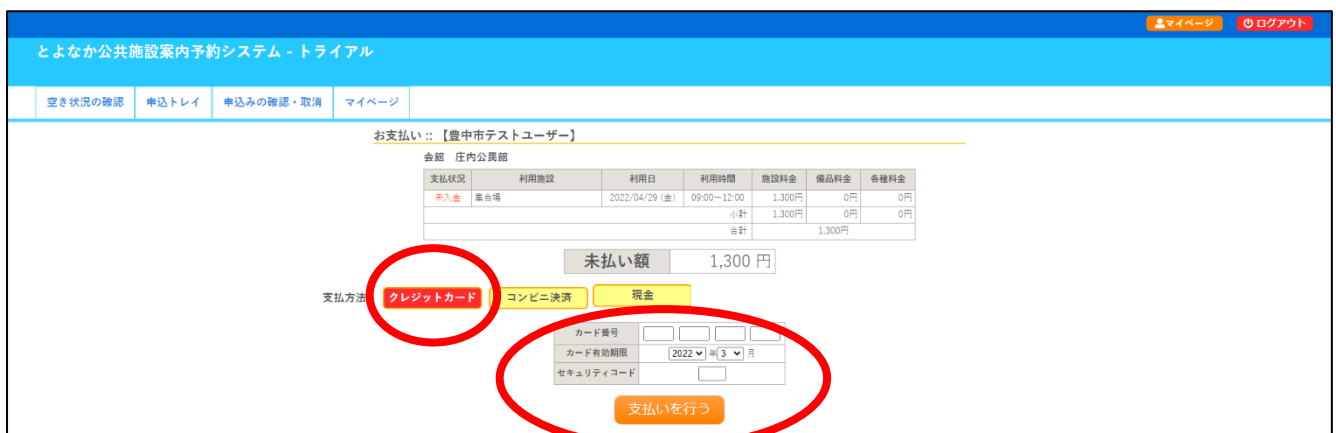 マイページ ログアウト
とよなか公共施設案内予約システム - トライアル
空き状況の確認 申込トレイ 申込みの確認・取消 マイページ
お支払い :: 【豊中市テストユーザー】
会館 庄内公民館
支払状況 利用施設 利用日 利用時間 施設料金 備品料金 各種料金
未入金 集会場 2022/04/29 (金) 09:00～12:00 1,300円 0円 0円
小計 1,300円 0円 0円
合計 1,300円
未払い額 1,300 円
支払方法 クレジットカード コンビニ決済 現金
カード番号
カード有効期限 2022 年 3 月
セキュリティコード
支払いを行う